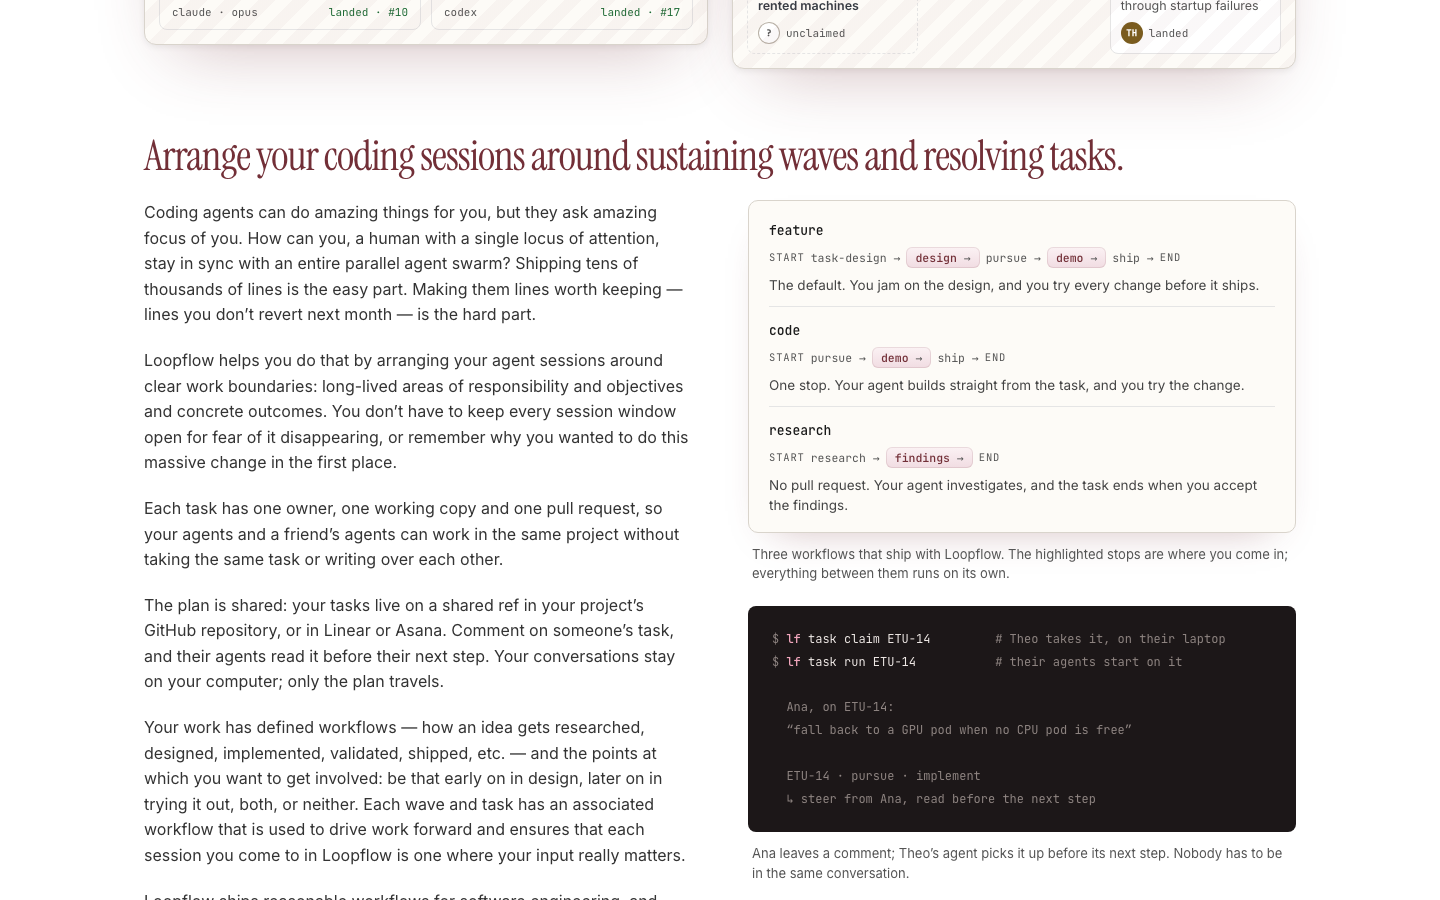 claude · opus
landed · #10
codex
landed · #17
rented machines
? unclaimed
through startup failures
TH landed
Arrange your coding sessions around sustaining waves and resolving tasks.
Coding agents can do amazing things for you, but they ask amazing
focus of you. How can you, a human with a single locus of attention,
stay in sync with an entire parallel agent swarm? Shipping tens of
thousands of lines is the easy part. Making them lines worth keeping —
lines you don’t revert next month — is the hard part.
Loopflow helps you do that by arranging your agent sessions around
clear work boundaries: long-lived areas of responsibility and objectives
and concrete outcomes. You don’t have to keep every session window
open for fear of it disappearing, or remember why you wanted to do this
massive change in the first place.
Each task has one owner, one working copy and one pull request, so
your agents and a friend’s agents can work in the same project without
taking the same task or writing over each other.
The plan is shared: your tasks live on a shared ref in your project’s
GitHub repository, or in Linear or Asana. Comment on someone’s task,
and their agents read it before their next step. Your conversations stay
on your computer; only the plan travels.
Your work has defined workflows — how an idea gets researched,
designed, implemented, validated, shipped, etc. — and the points at
which you want to get involved: be that early on in design, later on in
trying it out, both, or neither. Each wave and task has an associated
workflow that is used to drive work forward and ensures that each
session you come to in Loopflow is one where your input really matters.
Loopflow ships reasonable workflows for software engineering, and
feature
START task-design → design → pursue → demo → ship → END
The default. You jam on the design, and you try every change before it ships.
code
START pursue → demo → ship → END
One stop. Your agent builds straight from the task, and you try the change.
research
START research → findings → END
No pull request. Your agent investigates, and the task ends when you accept
the findings.
Three workflows that ship with Loopflow. The highlighted stops are where you come in;
everything between them runs on its own.
$ lf task claim ETU-14 # Theo takes it, on their laptop
$ lf task run ETU-14 # their agents start on it
Ana, on ETU-14:
“fall back to a GPU pod when no CPU pod is free”
ETU-14 · pursue · implement
↳ steer from Ana, read before the next step
Ana leaves a comment; Theo’s agent picks it up before its next step. Nobody has to be
in the same conversation.